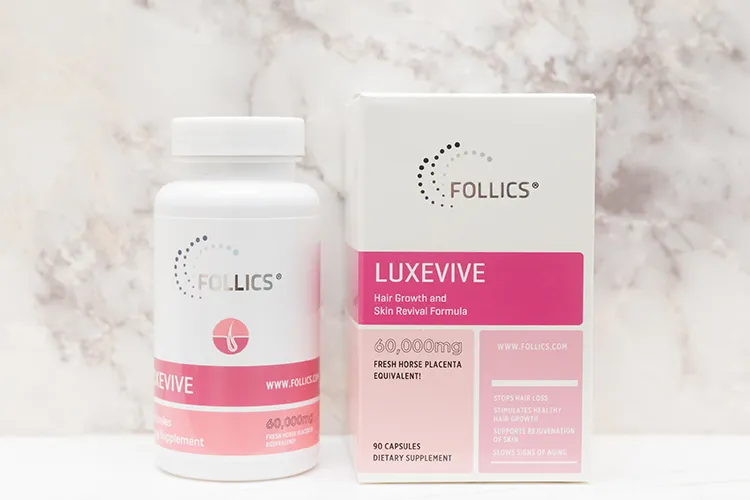 FOLLICS®
LUXEVIVE
Hair Growth and
Skin Revival Formula
60,000mg
FRESH HORSE PLACENTA
EQUIVALENT!
90 CAPSULES
DIETARY SUPPLEMENT
WWW.FOLLICS.COM
STOPS HAIR LOSS
STIMULATES HEALTHY
HAIR GROWTH
SUPPORTS REJUVENATION
OF SKIN
SLOWS SIGNS OF AGING
FOLLICS®
XEVIVE
WWW.FOLLICS.COM
60,000mg
FRESH HORSE PLACENTA
EQUIVALENT!
Supplement